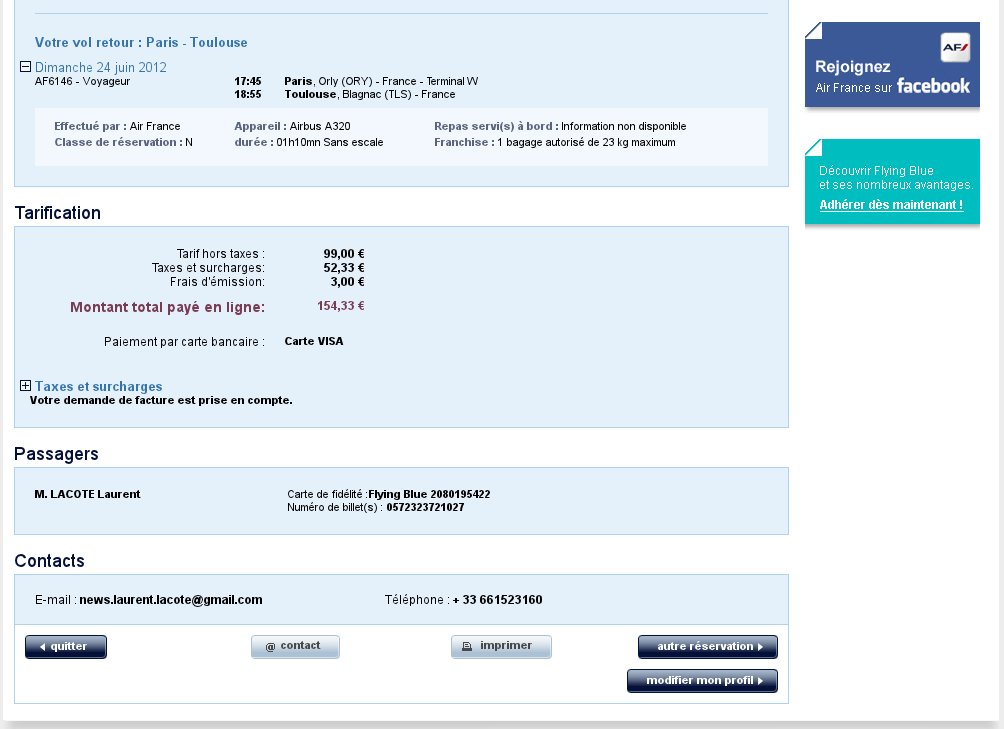 Votre vol retour : Paris - Toulouse
Dimanche 24 juin 2012
AF6146 - Voyageur 17:45 Paris, Orly (ORY) - France - Terminal W
18:55 Toulouse, Blagnac (TLS) - France
Effectué par : Air France Appareil : Airbus A320 Repas servi(s) à bord : Information non disponible
Classe de réservation : N durée : 01h10mn Sans escale Franchise : 1 bagage autorisé de 23 kg maximum
AF
Rejoignez
Air France sur facebook
Découvrir Flying Blue
et ses nombreux avantages.
Adhérer dès maintenant !
Tarification
Tarif hors taxes : 99,00 €
Taxes et surcharges: 52,33 €
Frais d'émission: 3,00 €
Montant total payé en ligne: 154,33 €
Paiement par carte bancaire : Carte VISA
Taxes et surcharges
Votre demande de facture est prise en compte.
Passagers
M. LACOTE Laurent Carte de fidélité :Flying Blue 2080195422
Numéro de billet(s) : 0572323721027
Contacts
E-mail : news.laurent.lacote@gmail.com Téléphone : + 33 661523160
quitter @ contact imprimer autre réservation
modifier mon profil